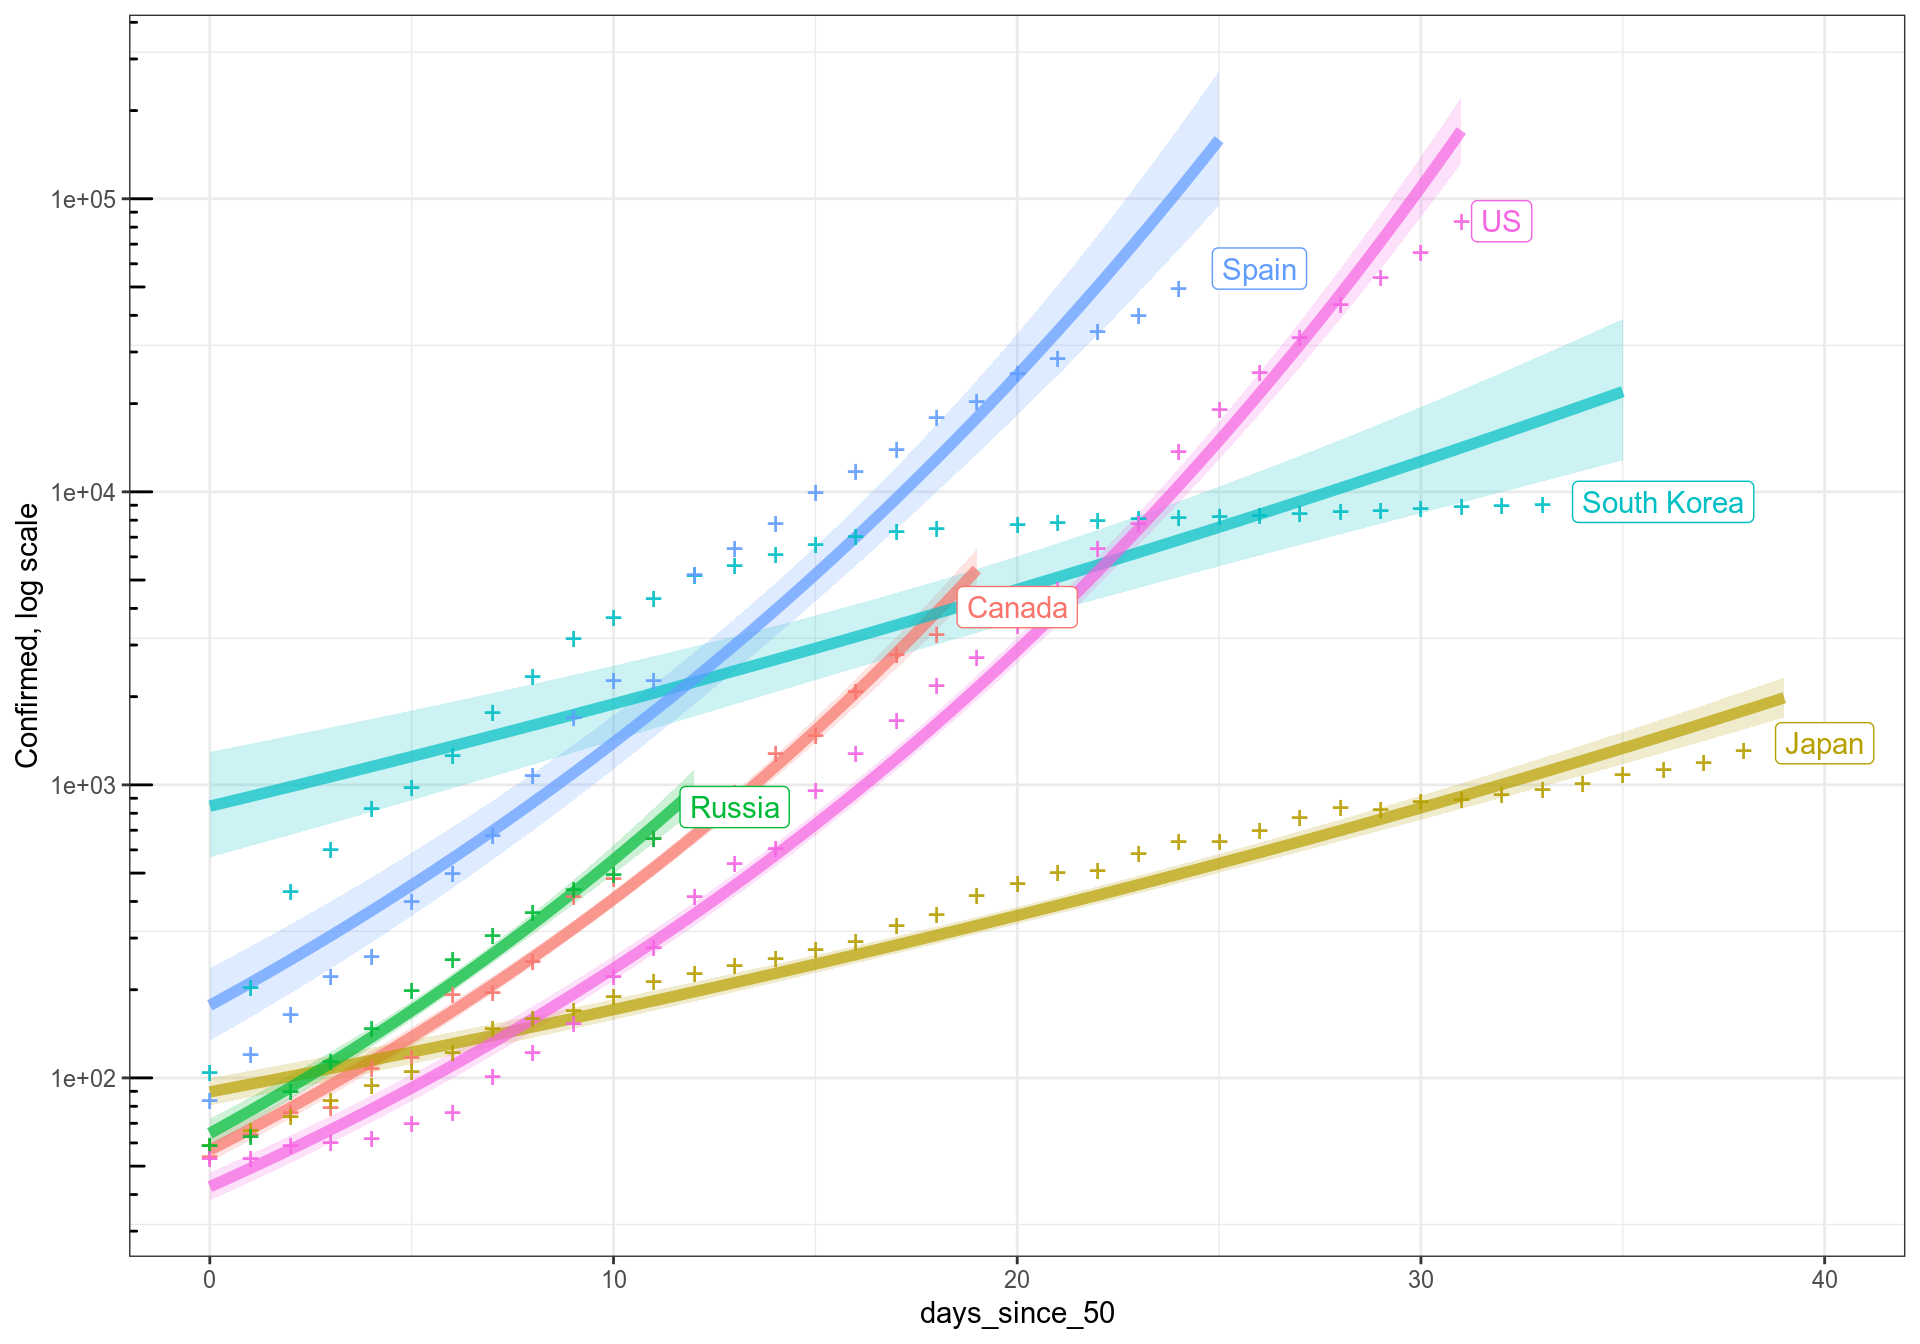 Confirmed, log scale
1e+05
1e+04
1e+03
1e+02
US
Spain
South Korea
Canada
Japan
Russia
0 10 20 30 40
days_since_50